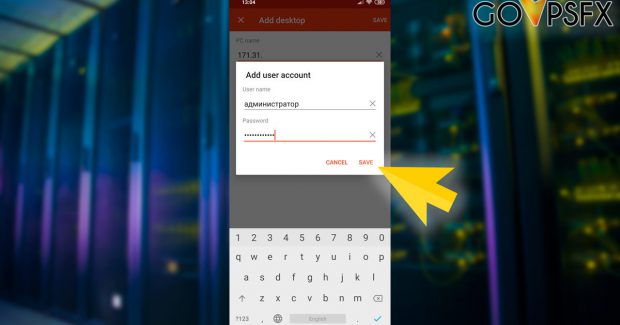 GOVPSFX
13:04
Add desktop
SAVE
PC name
171.31.
Add user account
User name
администратор
Password
••••••••••••
CANCEL
SAVE
1 2 3 4 5 6 7 8 9 0
q w e r t y u i o p
a s d f g h j k l
z x c v b n m
?123 , English .